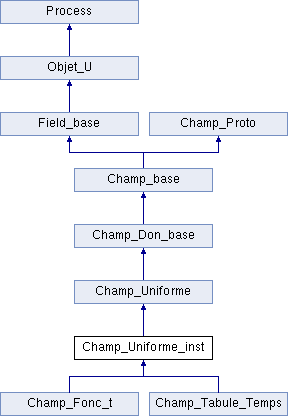 Process
Objet_U
Field_base
Champ_Proto
Champ_base
Champ_Don_base
Champ_Uniforme
Champ_Uniforme_inst
Champ_Fonc_t
Champ_Tabule_Temps